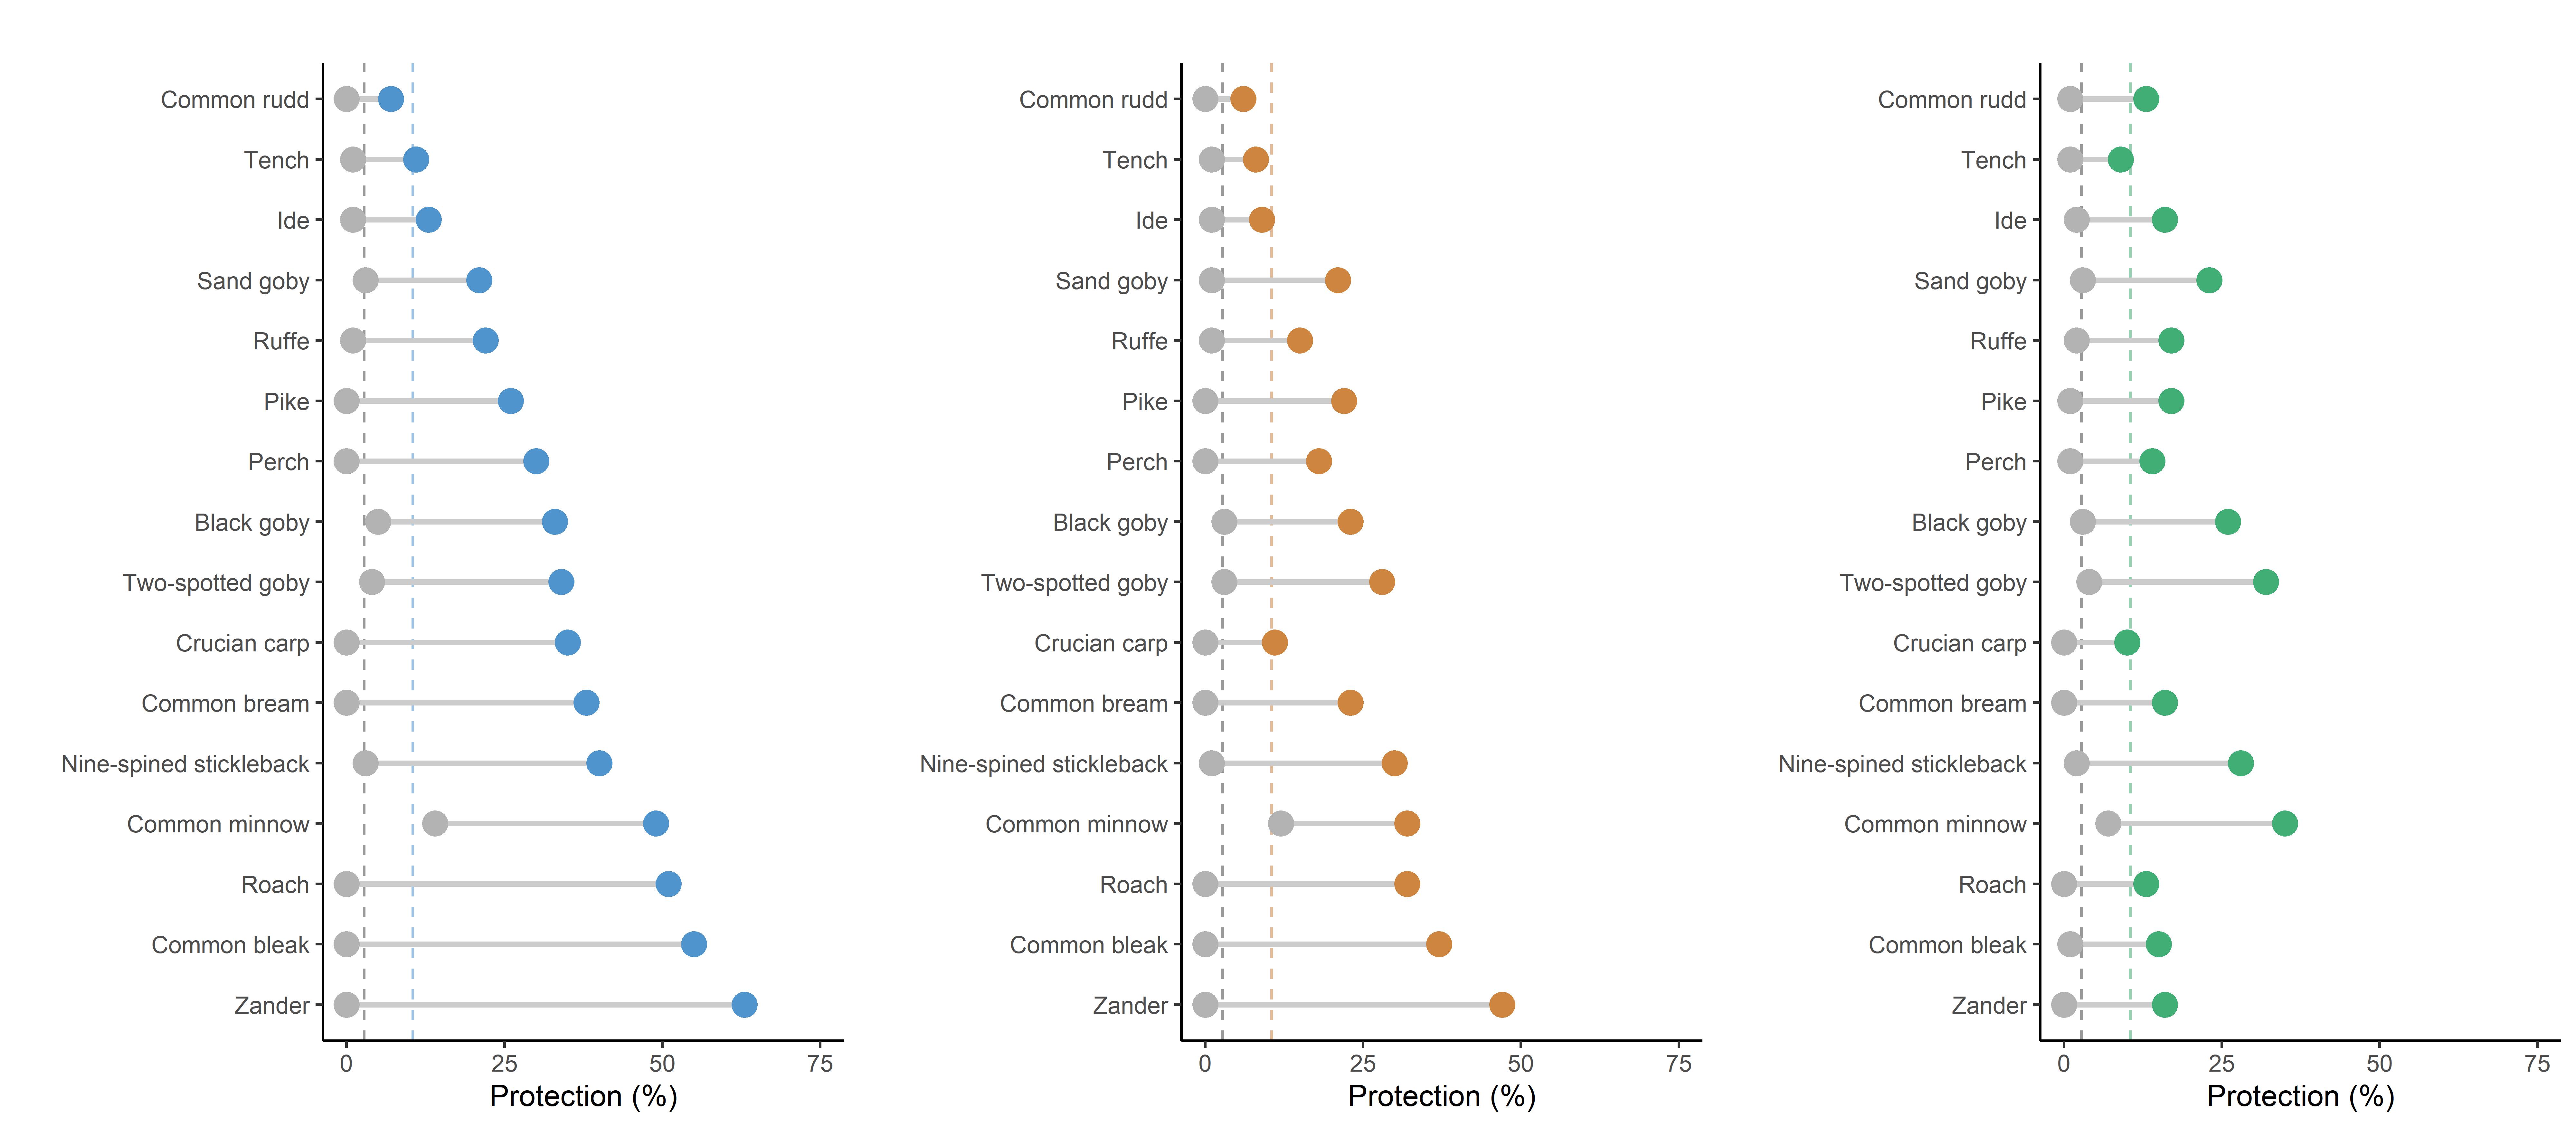 Common rudd
Tench
Ide
Sand goby
Ruffe
Pike
Perch
Black goby
Two-spotted goby
Crucian carp
Common bream
Nine-spined stickleback
Common minnow
Roach
Common bleak
Zander
0 25 50 75
Protection (%)
Common rudd
Tench
Ide
Sand goby
Ruffe
Pike
Perch
Black goby
Two-spotted goby
Crucian carp
Common bream
Nine-spined stickleback
Common minnow
Roach
Common bleak
Zander
0 25 50 75
Protection (%)
Common rudd
Tench
Ide
Sand goby
Ruffe
Pike
Perch
Black goby
Two-spotted goby
Crucian carp
Common bream
Nine-spined stickleback
Common minnow
Roach
Common bleak
Zander
0 25 50 75
Protection (%)